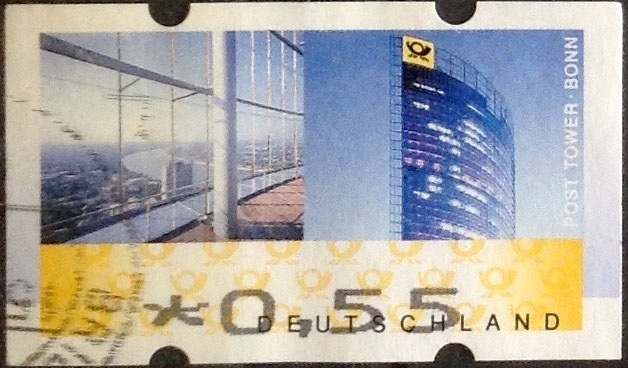 POST TOWER · BONN
*0,55
DEUTSCHLAND